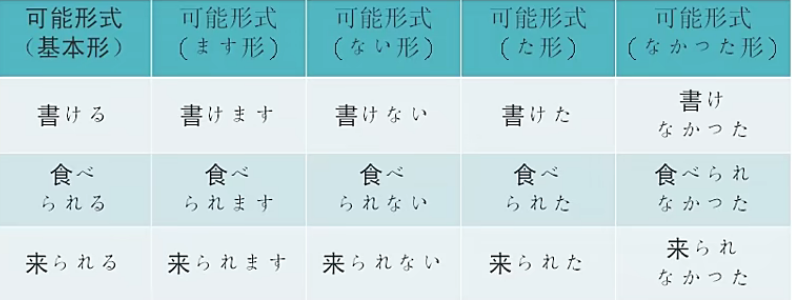 可能形式 可能形式 可能形式 可能形式 可能形式
（基本形） （ます形） （ない形） （た形） （なかつた形）
書ける 書けます 書けない 書けた 書け
なかつた
食べ 食べ 食べ 食べ 食べられ
られる られます られない られた なかつた
来られる 来られます 来られない 来られた 来られ
なかつた